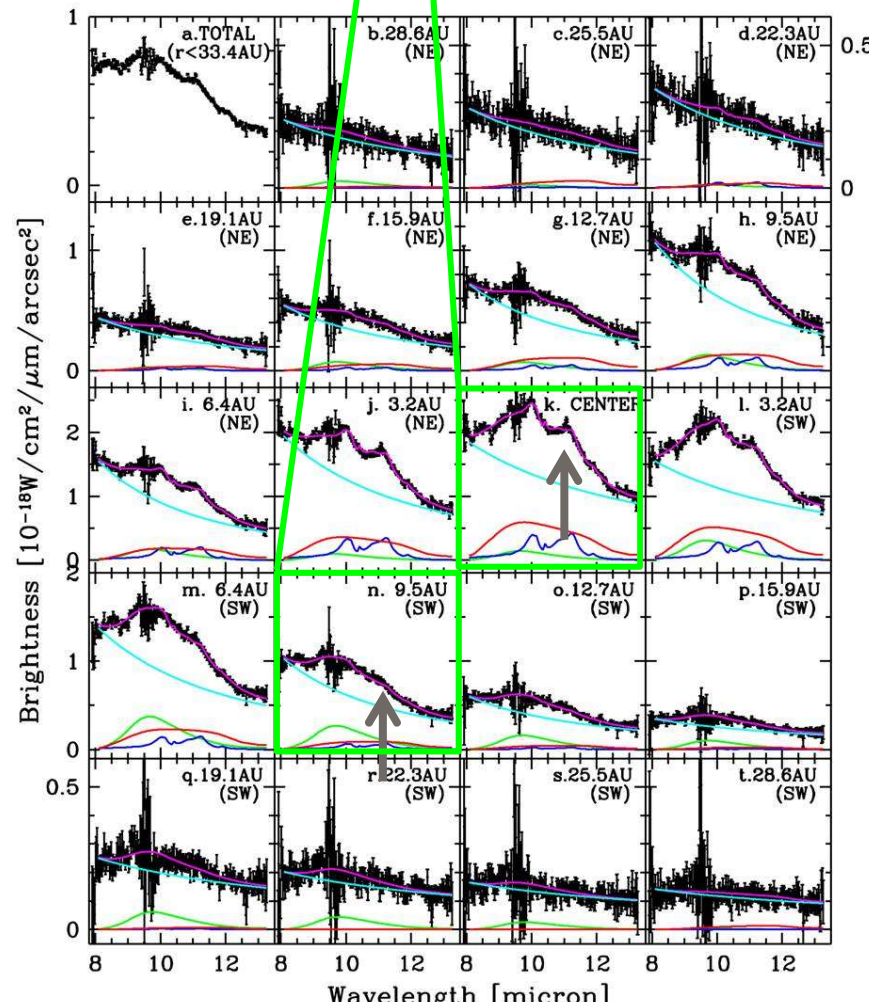 a.TOTAL
(r<33.4AU)
b.28.6AU
(NE)
c.25.5AU
(NE)
d.22.3AU
(NE)
1
0
0.5
0
e.19.1AU
(NE)
f.15.9AU
(NE)
g.12.7AU
(NE)
h. 9.5AU
(NE)
1
0
i. 6.4AU
(NE)
j. 3.2AU
(NE)
k. CENTER
l. 3.2AU
(SW)
2
1
0
m. 6.4AU
(SW)
n. 9.5AU
(SW)
o.12.7AU
(SW)
p.15.9AU
(SW)
2
1
0
q.19.1AU
(SW)
r.22.3AU
(SW)
s.25.5AU
(SW)
t.28.6AU
(SW)
0.5
0
8 10 12 8 10 12 8 10 12 8 10 12
Wavelength [micron]
Brightness [10⁻¹⁸W/cm²/μm/arcsec²]